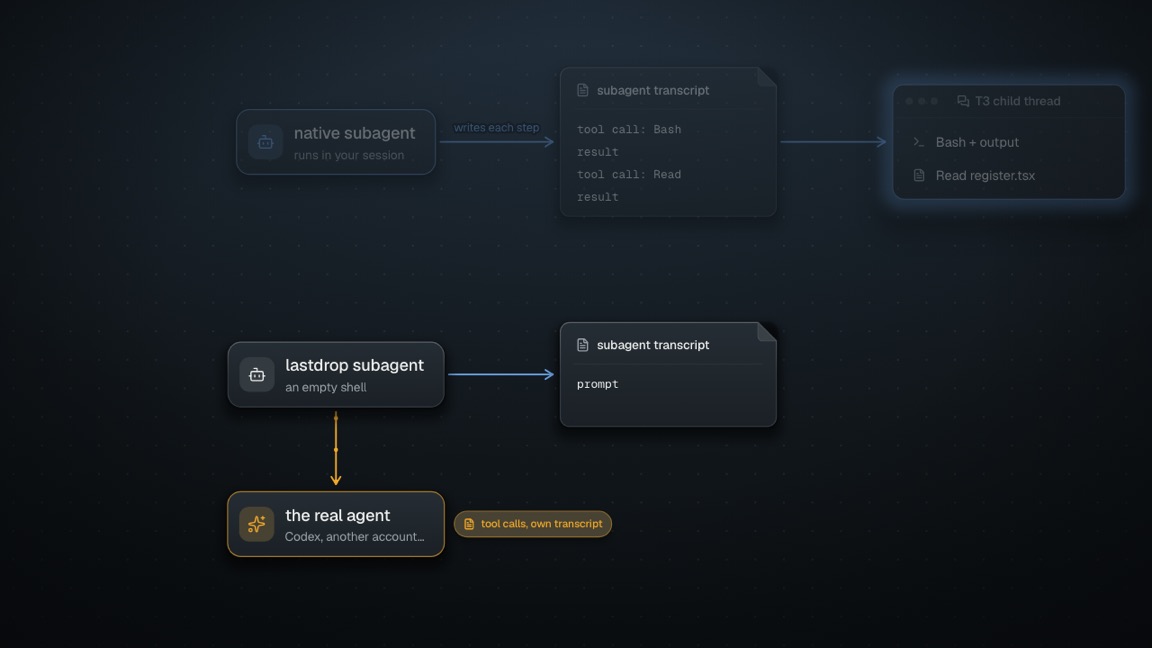 native subagent
runs in your session
writes each step
subagent transcript
tool call: Bash
result
tool call: Read
result
T3 child thread
Bash + output
Read register.tsx
lastdrop subagent
an empty shell
subagent transcript
prompt
the real agent
Codex, another account…
tool calls, own transcript